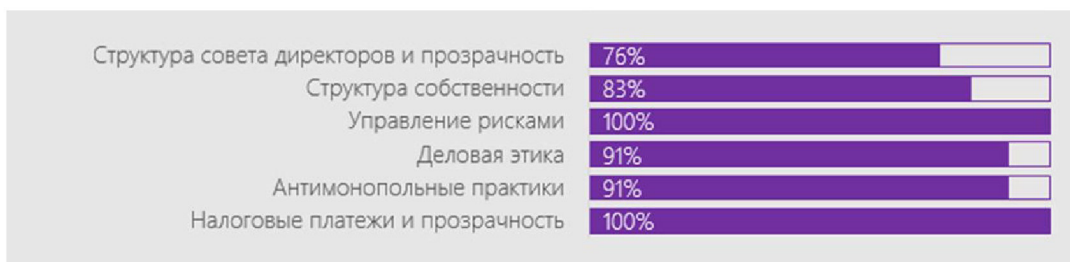 Структура совета директоров и прозрачность 76%
Структура собственности 83%
Управление рисками 100%
Деловая этика 91%
Антимонопольные практики 91%
Налоговые платежи и прозрачность 100%